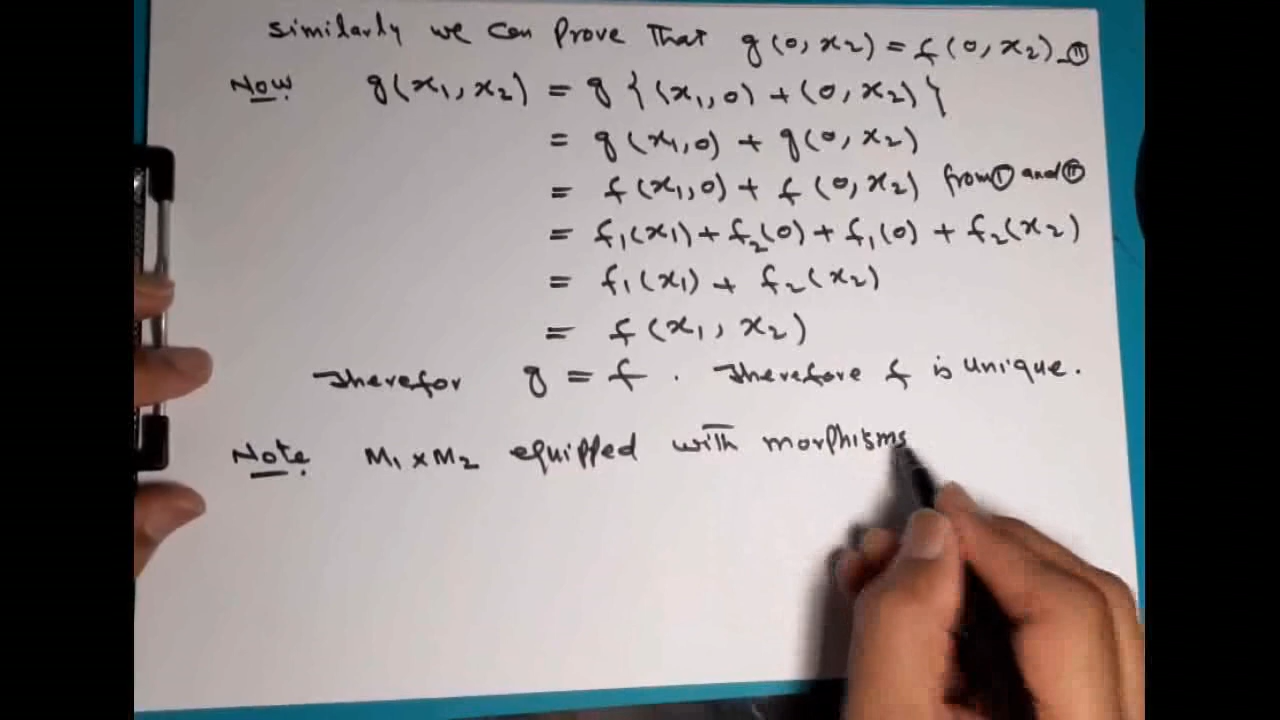 similarly we can prove that g(0, x₂) = f(0, x₂) — Ⅱ
Now g(x₁, x₂) = g {(x₁, 0) + (0, x₂)}
= g(x₁, 0) + g(0, x₂)
= f(x₁, 0) + f(0, x₂) from Ⓘ and Ⅱ
= f₁(x₁) + f₂(0) + f₁(0) + f₂(x₂)
= f₁(x₁) + f₂(x₂)
= f(x₁, x₂)
Therefor g = f . Therefore f is unique.
Note M₁ × M₂ equipped with morphisms